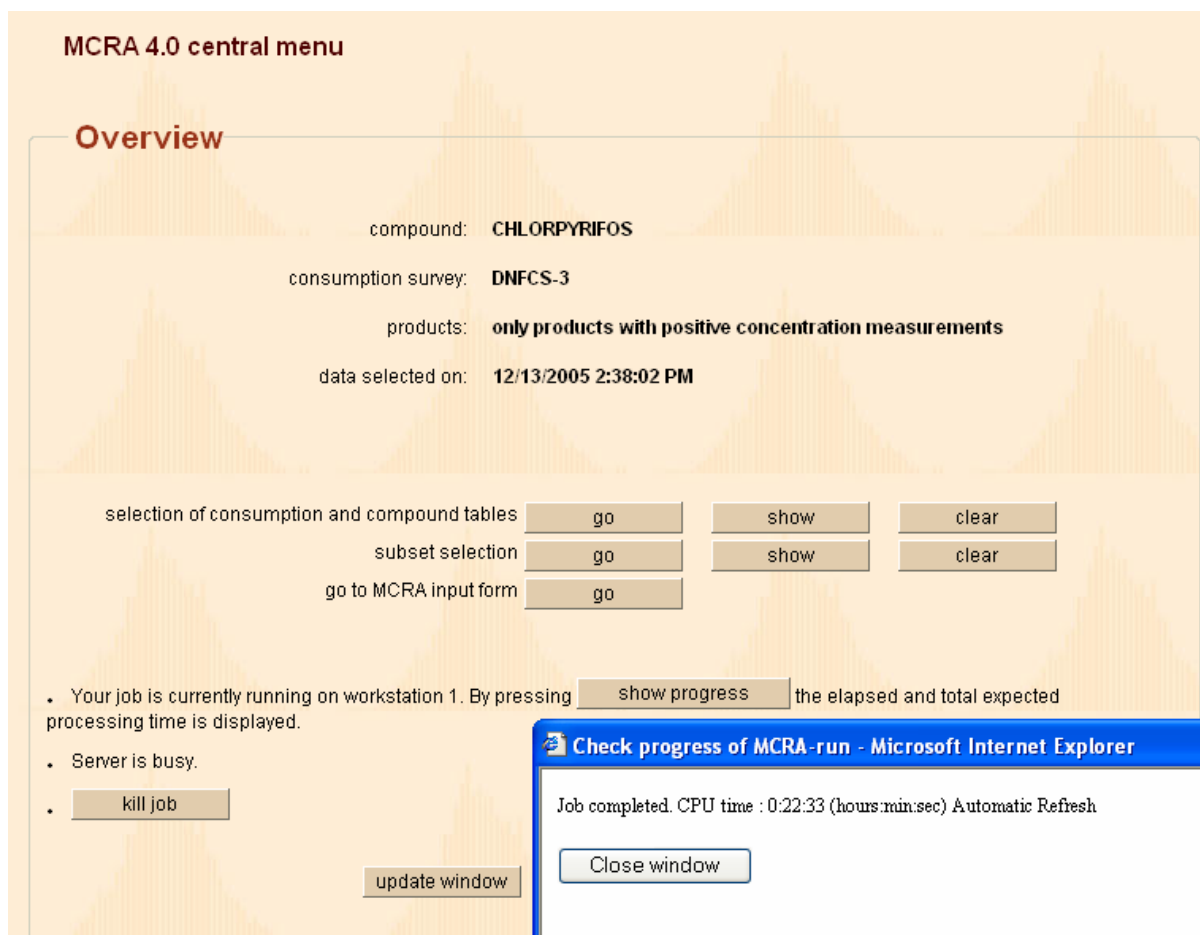 MCRA 4.0 central menu
Overview
compound: CHLORPYRIFOS
consumption survey: DNFCS-3
products: only products with positive concentration measurements
data selected on: 12/13/2005 2:38:02 PM
selection of consumption and compound tables go show clear
subset selection go show clear
go to MCRA input form go
• Your job is currently running on workstation 1. By pressing show progress the elapsed and total expected
processing time is displayed.
• Server is busy.
• kill job
update window
Check progress of MCRA-run - Microsoft Internet Explorer
Job completed. CPU time : 0:22:33 (hours:min:sec) Automatic Refresh
Close window